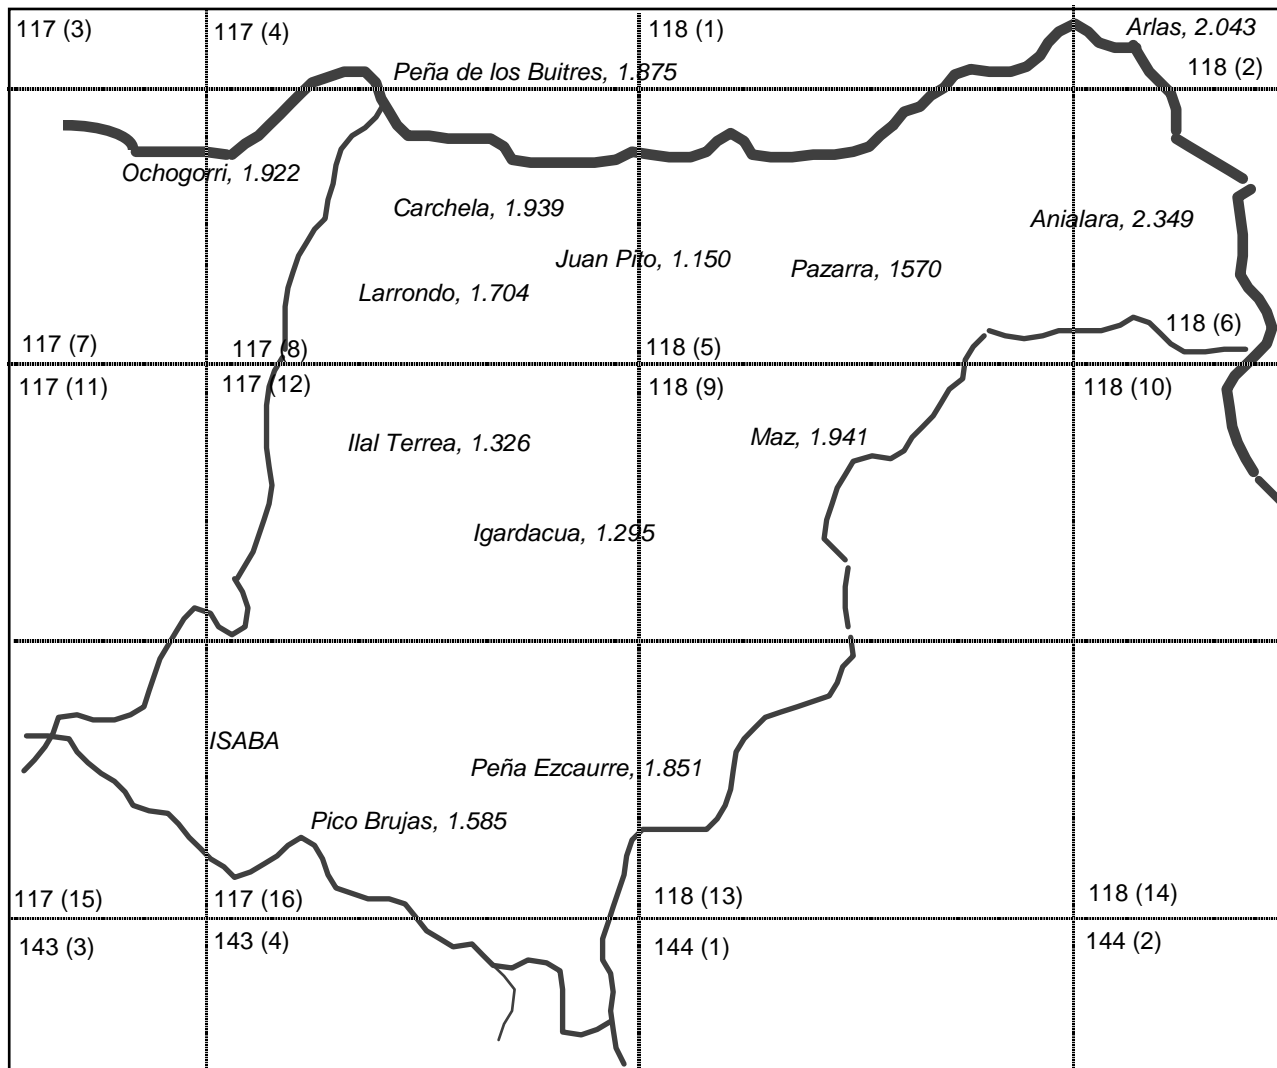 117 (3)
117 (4)
118 (1)
Arlas, 2.043
Peña de los Buitres, 1.875
118 (2)
Ochogorri, 1.922
Carchela, 1.939
Anialara, 2.349
Juan Pito, 1.150
Pazarra, 1570
Larrondo, 1.704
118 (6)
117 (7)
117 (8)
118 (5)
117 (11)
117 (12)
118 (9)
118 (10)
Ilal Terrea, 1.326
Maz, 1.941
Igardacua, 1.295
ISABA
Peña Ezcaurre, 1.851
Pico Brujas, 1.585
117 (15)
117 (16)
118 (13)
118 (14)
143 (3)
143 (4)
144 (1)
144 (2)